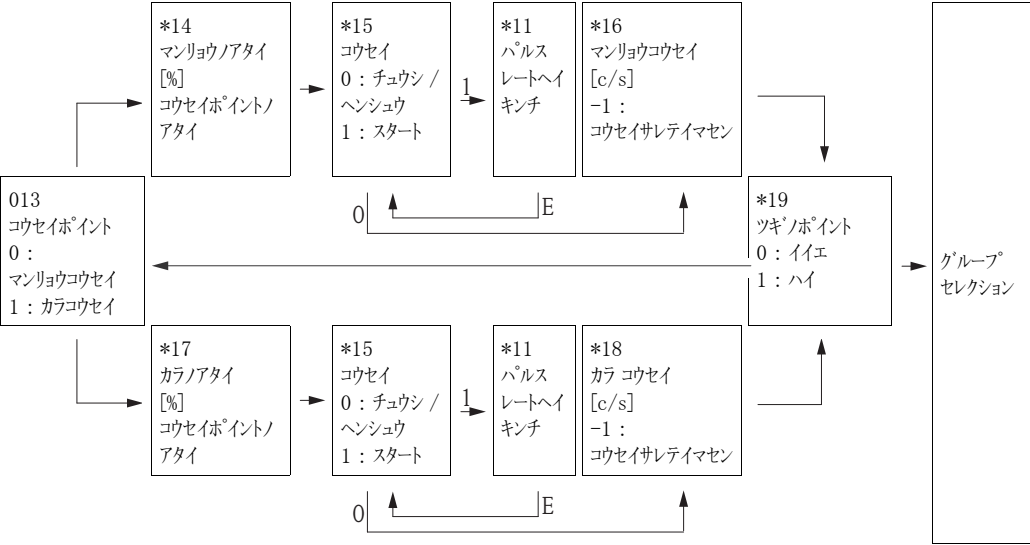 *14
マンリョウノアタイ
[%]
コウセイポイントノ
アタイ
*15
コウセイ
0 : チュウシ /
ヘンシュウ
1 : スタート
1
*11
パルス
レートヘイ
キンチ
*16
マンリョウコウセイ
[c/s]
-1 :
コウセイサレテイマセン
0
E
013
コウセイポイント
0 :
マンリョウコウセイ
1 : カラコウセイ
*19
ツギノポイント
0 : イイエ
1 : ハイ
グループ
セレクション
*17
カラノアタイ
[%]
コウセイポイントノ
アタイ
*15
コウセイ
0 : チュウシ /
ヘンシュウ
1 : スタート
1
*11
パルス
レートヘイ
キンチ
*18
カラ コウセイ
[c/s]
-1 :
コウセイサレテイマセン
0
E